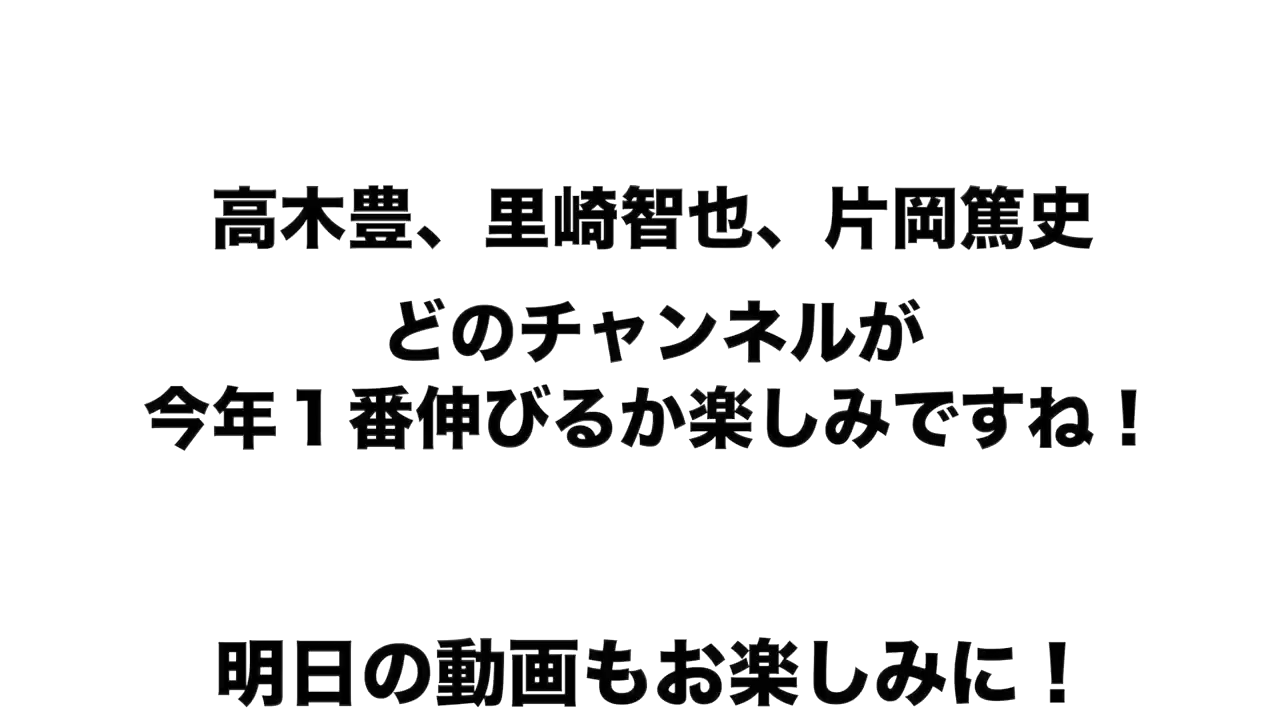 高木豊、里崎智也、片岡篤史
どのチャンネルが
今年１番伸びるか楽しみですね！
明日の動画もお楽しみに！